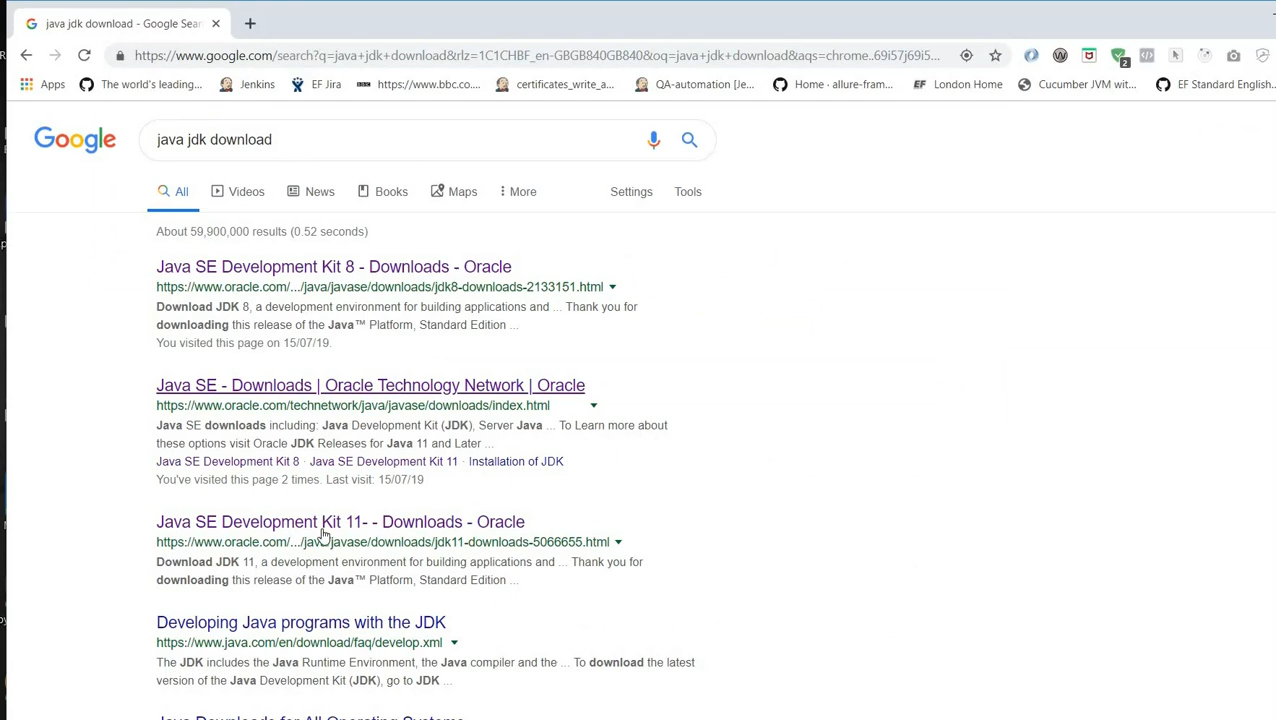 java jdk download - Google Sear
https://www.google.com/search?q=java+jdk+download&rlz=1C1CHBF_en-GBGB840GB840&oq=java+jdk+download&aqs=chrome..69i57j69i5...
2
Apps The world's leading... Jenkins EF Jira https://www.bbc.co... certificates_write_a... QA-automation [Je... Home · allure-fram... EF London Home Cucumber JVM wit... EF Standard English...
Google java jdk download
All Videos News Books Maps More Settings Tools
About 59,900,000 results (0.52 seconds)
Java SE Development Kit 8 - Downloads - Oracle
https://www.oracle.com/.../java/javase/downloads/jdk8-downloads-2133151.html
Download JDK 8, a development environment for building applications and ... Thank you for
downloading this release of the Java™ Platform, Standard Edition ...
You visited this page on 15/07/19.
Java SE - Downloads | Oracle Technology Network | Oracle
https://www.oracle.com/technetwork/java/javase/downloads/index.html
Java SE downloads including: Java Development Kit (JDK), Server Java ... To Learn more about
these options visit Oracle JDK Releases for Java 11 and Later ...
Java SE Development Kit 8 · Java SE Development Kit 11 · Installation of JDK
You've visited this page 2 times. Last visit: 15/07/19
Java SE Development Kit 11- - Downloads - Oracle
https://www.oracle.com/.../java/javase/downloads/jdk11-downloads-5066655.html
Download JDK 11, a development environment for building applications and ... Thank you for
downloading this release of the Java™ Platform, Standard Edition ...
Developing Java programs with the JDK
https://www.java.com/en/download/faq/develop.xml
The JDK includes the Java Runtime Environment, the Java compiler and the ... To download the latest
version of the Java Development Kit (JDK), go to JDK ...
Java Downloads for All Operating Systems